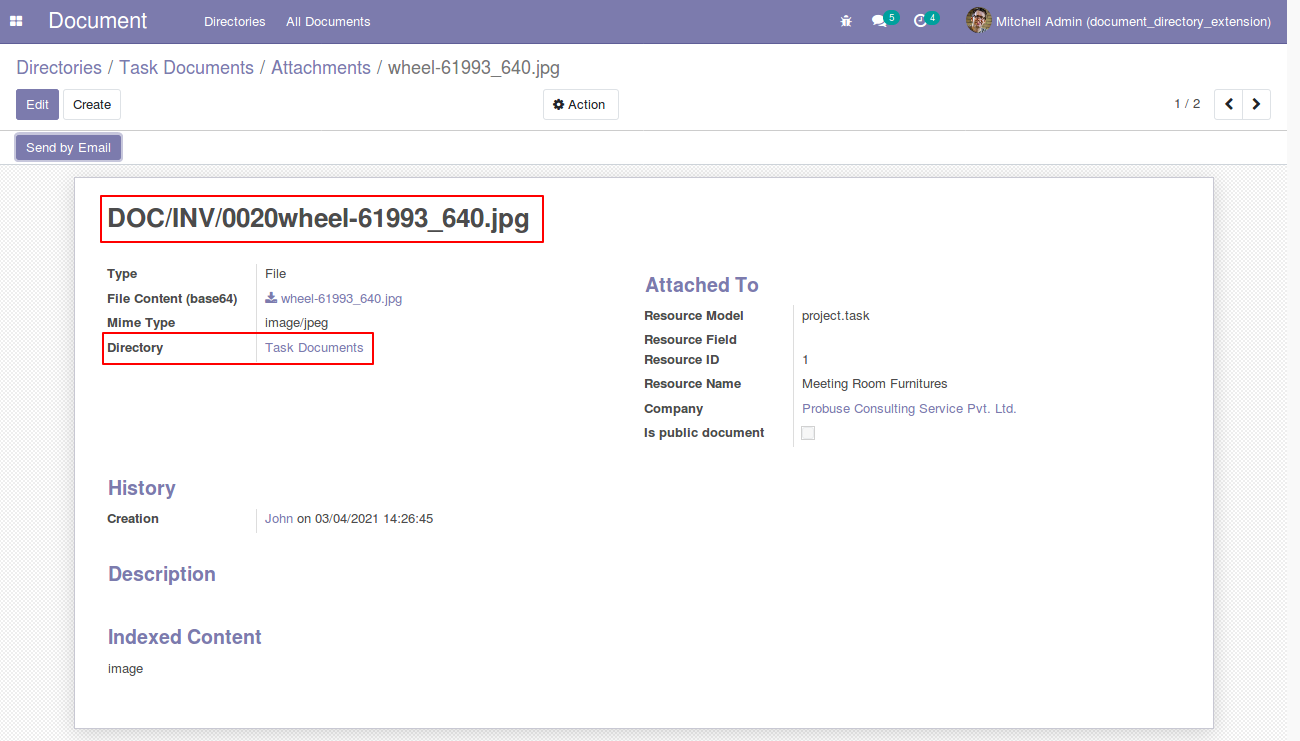 Document Directories All Documents 5 4 Mitchell Admin (document_directory_extension)
Directories / Task Documents / Attachments / wheel-61993_640.jpg
Edit Create Action 1 / 2
Send by Email
DOC/INV/0020wheel-61993_640.jpg
Type File
File Content (base64) wheel-61993_640.jpg
Mime Type image/jpeg
Directory Task Documents
Attached To
Resource Model project.task
Resource Field
Resource ID 1
Resource Name Meeting Room Furnitures
Company Probuse Consulting Service Pvt. Ltd.
Is public document
History
Creation John on 03/04/2021 14:26:45
Description
Indexed Content
image